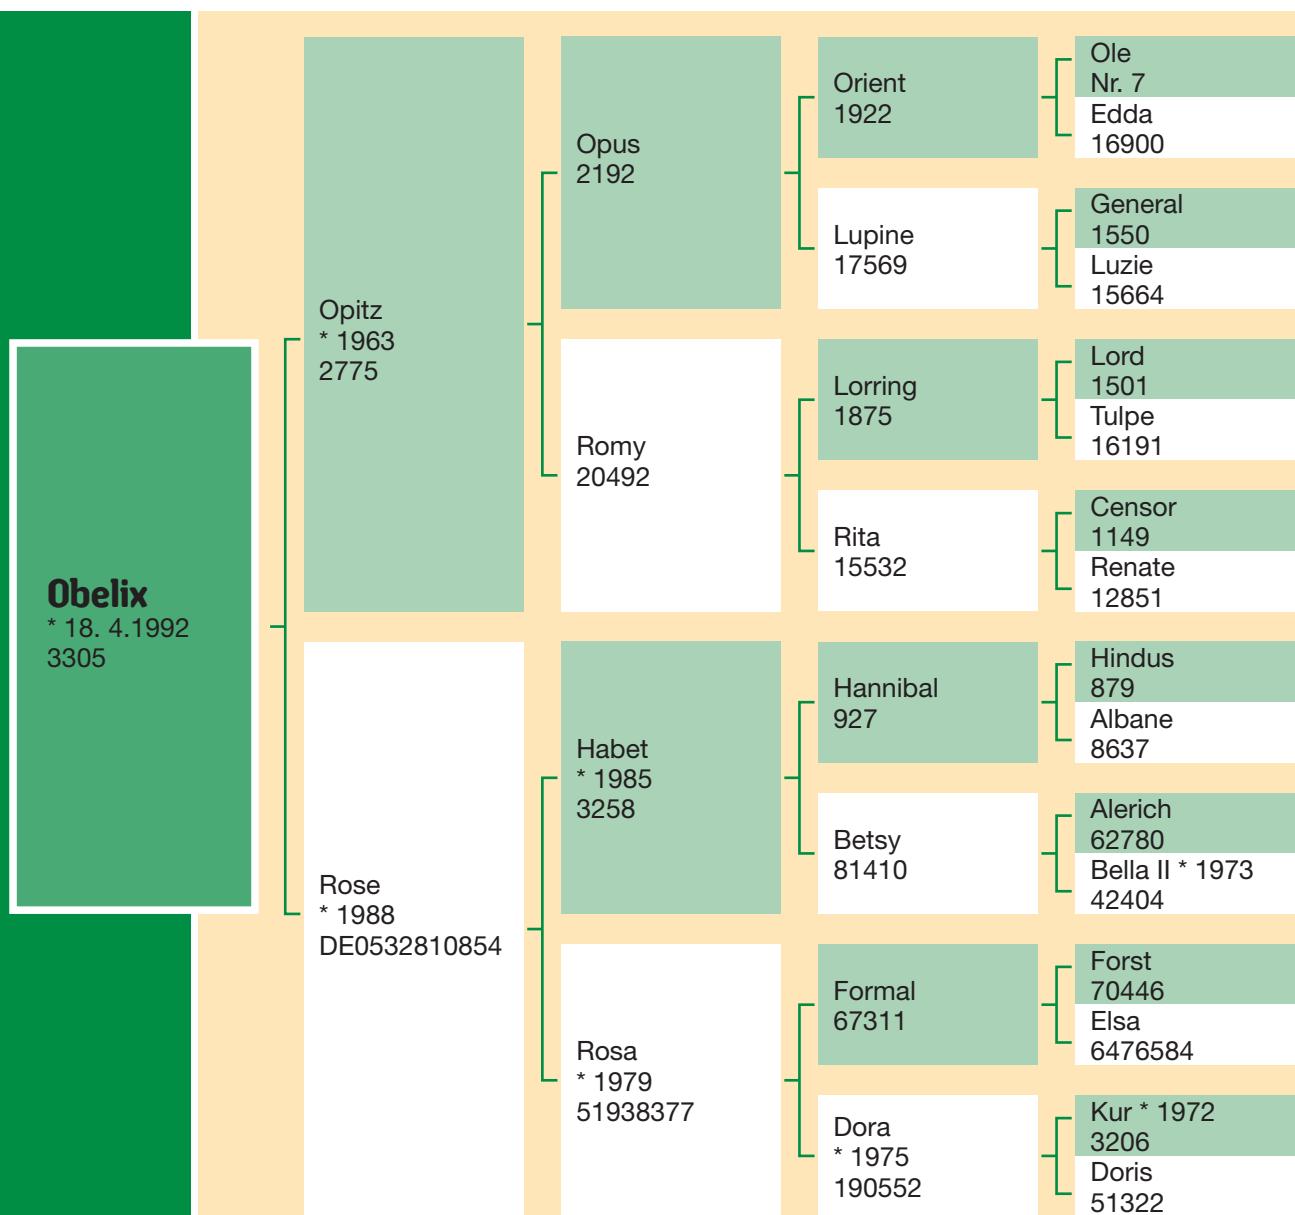 Obelix
* 18. 4.1992
3305
Opitz
* 1963
2775
Rose
* 1988
DE0532810854
Opus
2192
Romy
20492
Habet
* 1985
3258
Rosa
* 1979
51938377
Orient
1922
Lupine
17569
Lorring
1875
Rita
15532
Hannibal
927
Betsy
81410
Formal
67311
Dora
* 1975
190552
Ole
Nr. 7
Edda
16900
General
1550
Luzie
15664
Lord
1501
Tulpe
16191
Censor
1149
Renate
12851
Hindus
879
Albane
8637
Alerich
62780
Bella II * 1973
42404
Forst
70446
Elsa
6476584
Kur * 1972
3206
Doris
51322